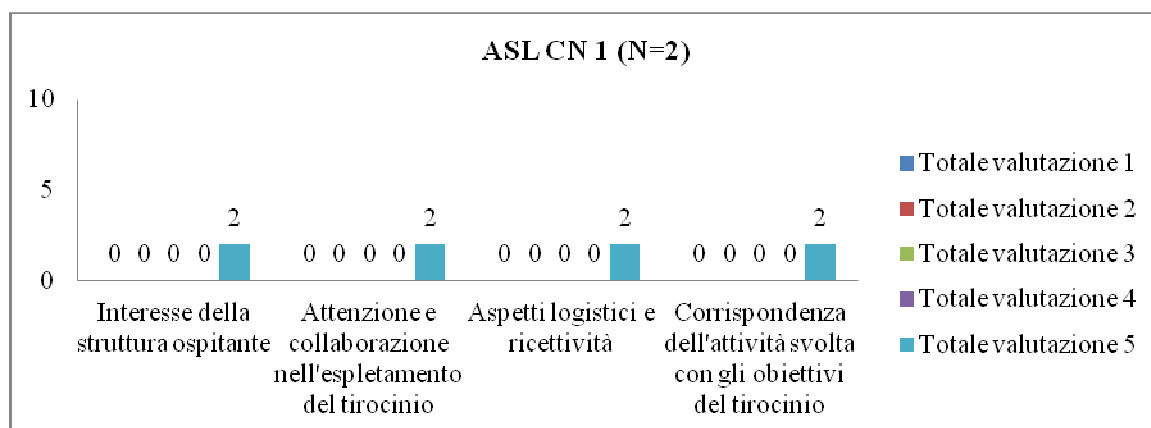 ASL CN 1 (N=2)
10
5
0
2 2 2 2
0 0 0 0 0 0 0 0 0 0 0 0 0 0 0 0
Interesse della
struttura ospitante
Attenzione e
collaborazione
nell'espletamento
del tirocinio
Aspetti logistici e
ricettività
Corrispondenza
dell'attività svolta
con gli obiettivi
del tirocinio
Totale valutazione 1
Totale valutazione 2
Totale valutazione 3
Totale valutazione 4
Totale valutazione 5